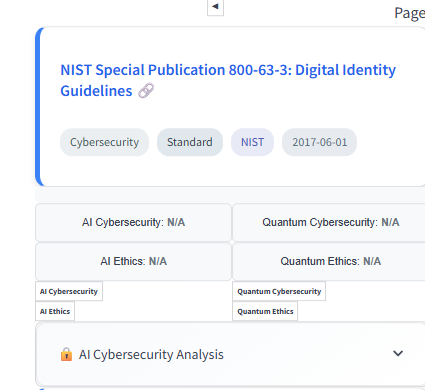 Page
NIST Special Publication 800-63-3: Digital Identity
Guidelines
Cybersecurity Standard NIST 2017-06-01
AI Cybersecurity: N/A Quantum Cybersecurity: N/A
AI Ethics: N/A Quantum Ethics: N/A
AI Cybersecurity Quantum Cybersecurity
AI Ethics Quantum Ethics
AI Cybersecurity Analysis